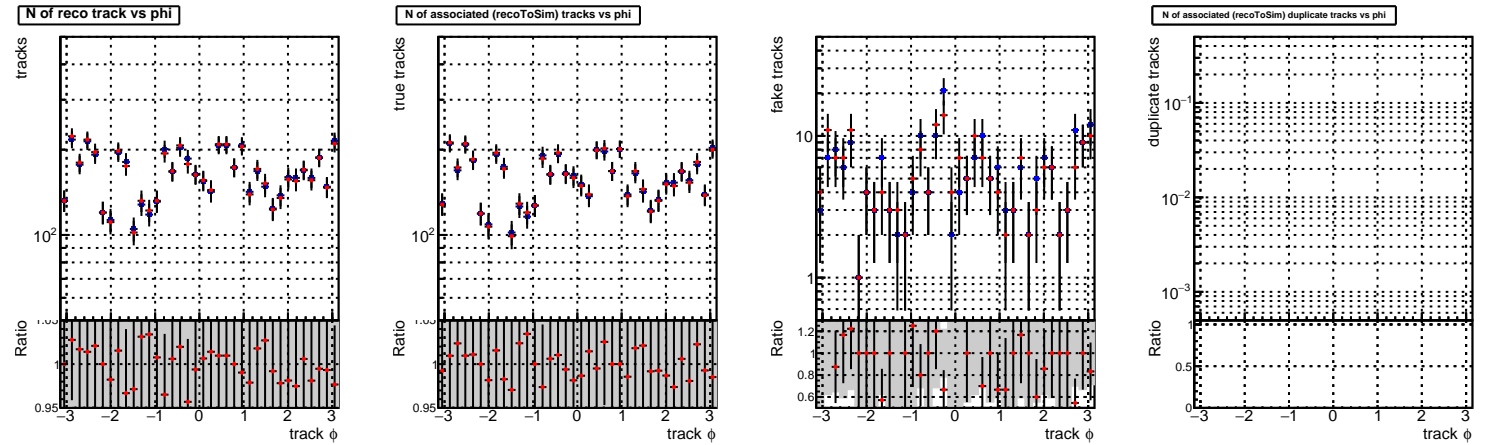 N of reco track vs phi
tracks
10²
Ratio
1.05
1
0.95
−3 −2 −1 0 1 2 3
track ϕ
N of associated (recoToSim) tracks vs phi
true tracks
10²
Ratio
1.05
1
0.95
−3 −2 −1 0 1 2 3
track ϕ
fake tracks
10
1
Ratio
1.2
1
0.8
0.6
−3 −2 −1 0 1 2 3
track ϕ
N of associated (recoToSim) duplicate tracks vs phi
duplicate tracks
10⁻¹
10⁻²
10⁻³
Ratio
1
0.5
0
−3 −2 −1 0 1 2 3
track ϕ